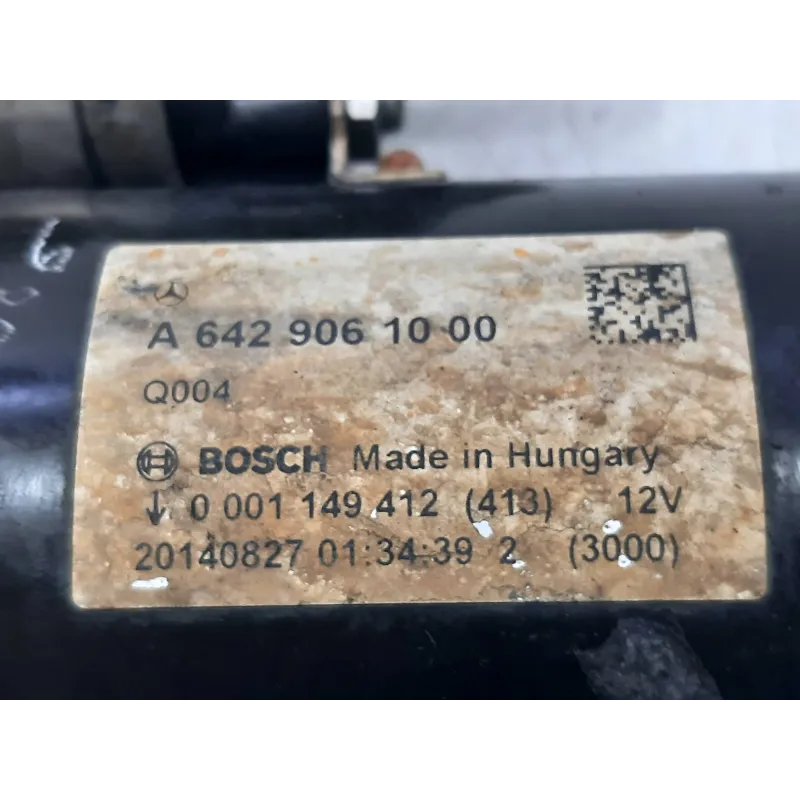 A 642 906 10 00
Q004
BOSCH Made in Hungary
0 001 149 412 (413) 12V
20140827 01:34:39 2 (3000)